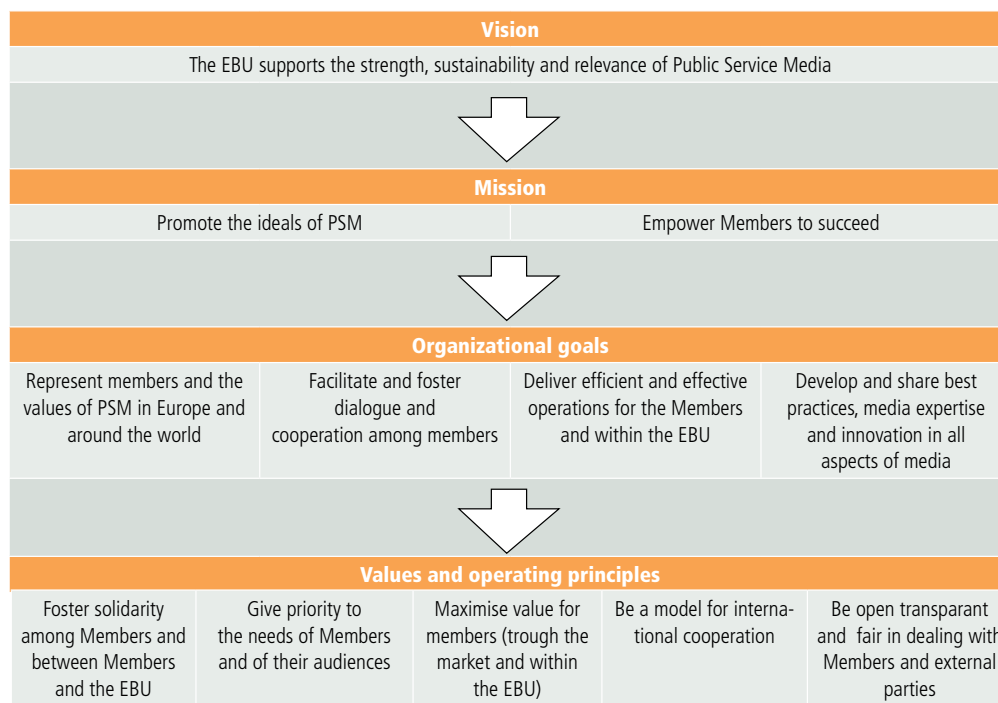 Vision
The EBU supports the strength, sustainability and relevance of Public Service Media
Mission
Promote the ideals of PSM
Empower Members to succeed
Organizational goals
Represent members and the
values of PSM in Europe and
around the world
Facilitate and foster
dialogue and
cooperation among members
Deliver efficient and effective
operations for the Members
and within the EBU
Develop and share best
practices, media expertise
and innovation in all
aspects of media
Values and operating principles
Foster solidarity
among Members and
between Members
and the EBU
Give priority to
the needs of Members
and of their audiences
Maximise value for
members (trough the
market and within
the EBU)
Be a model for interna-
tional cooperation
Be open transparant
and fair in dealing with
Members and external
parties